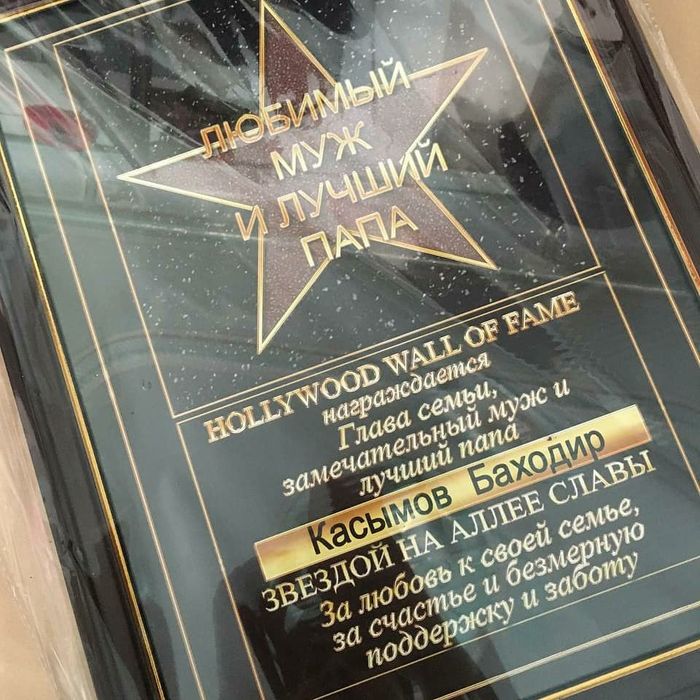 ЛЮБИМЫЙ
МУЖ
И ЛУЧШИЙ
ПАПА
HOLLYWOOD WALL OF FAME
награждается
Глава семьи,
замечательный муж и
лучший папа
Касымов Баходир
ЗВЕЗДОЙ НА АЛЛЕЕ СЛАВЫ
За любовь к своей семье,
за счастье и безмерную
поддержку и заботу